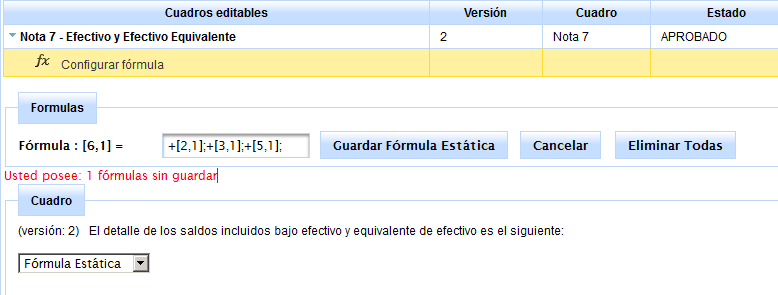 Cuadros editables Versión Cuadro Estado
Nota 7 - Efectivo y Efectivo Equivalente 2 Nota 7 APROBADO
fx Configurar fórmula
Formulas
Fórmula : [6,1] = +[2,1];+[3,1];+[5,1]; Guardar Fórmula Estática Cancelar Eliminar Todas
Usted posee: 1 fórmulas sin guardar
Cuadro
(versión: 2) El detalle de los saldos incluidos bajo efectivo y equivalente de efectivo es el siguiente:
Fórmula Estática